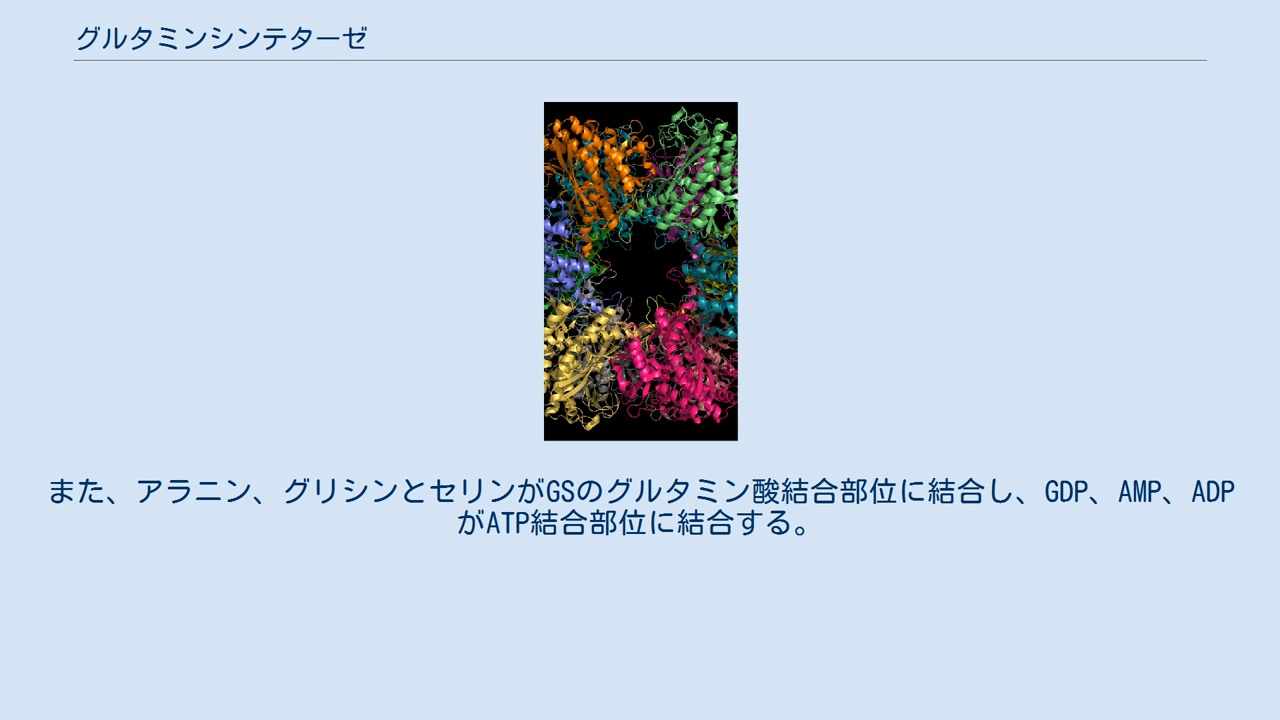 グルタミンシンテターゼ
また、アラニン、グリシンとセリンがGSのグルタミン酸結合部位に結合し、GDP、AMP、ADP
がATP結合部位に結合する。